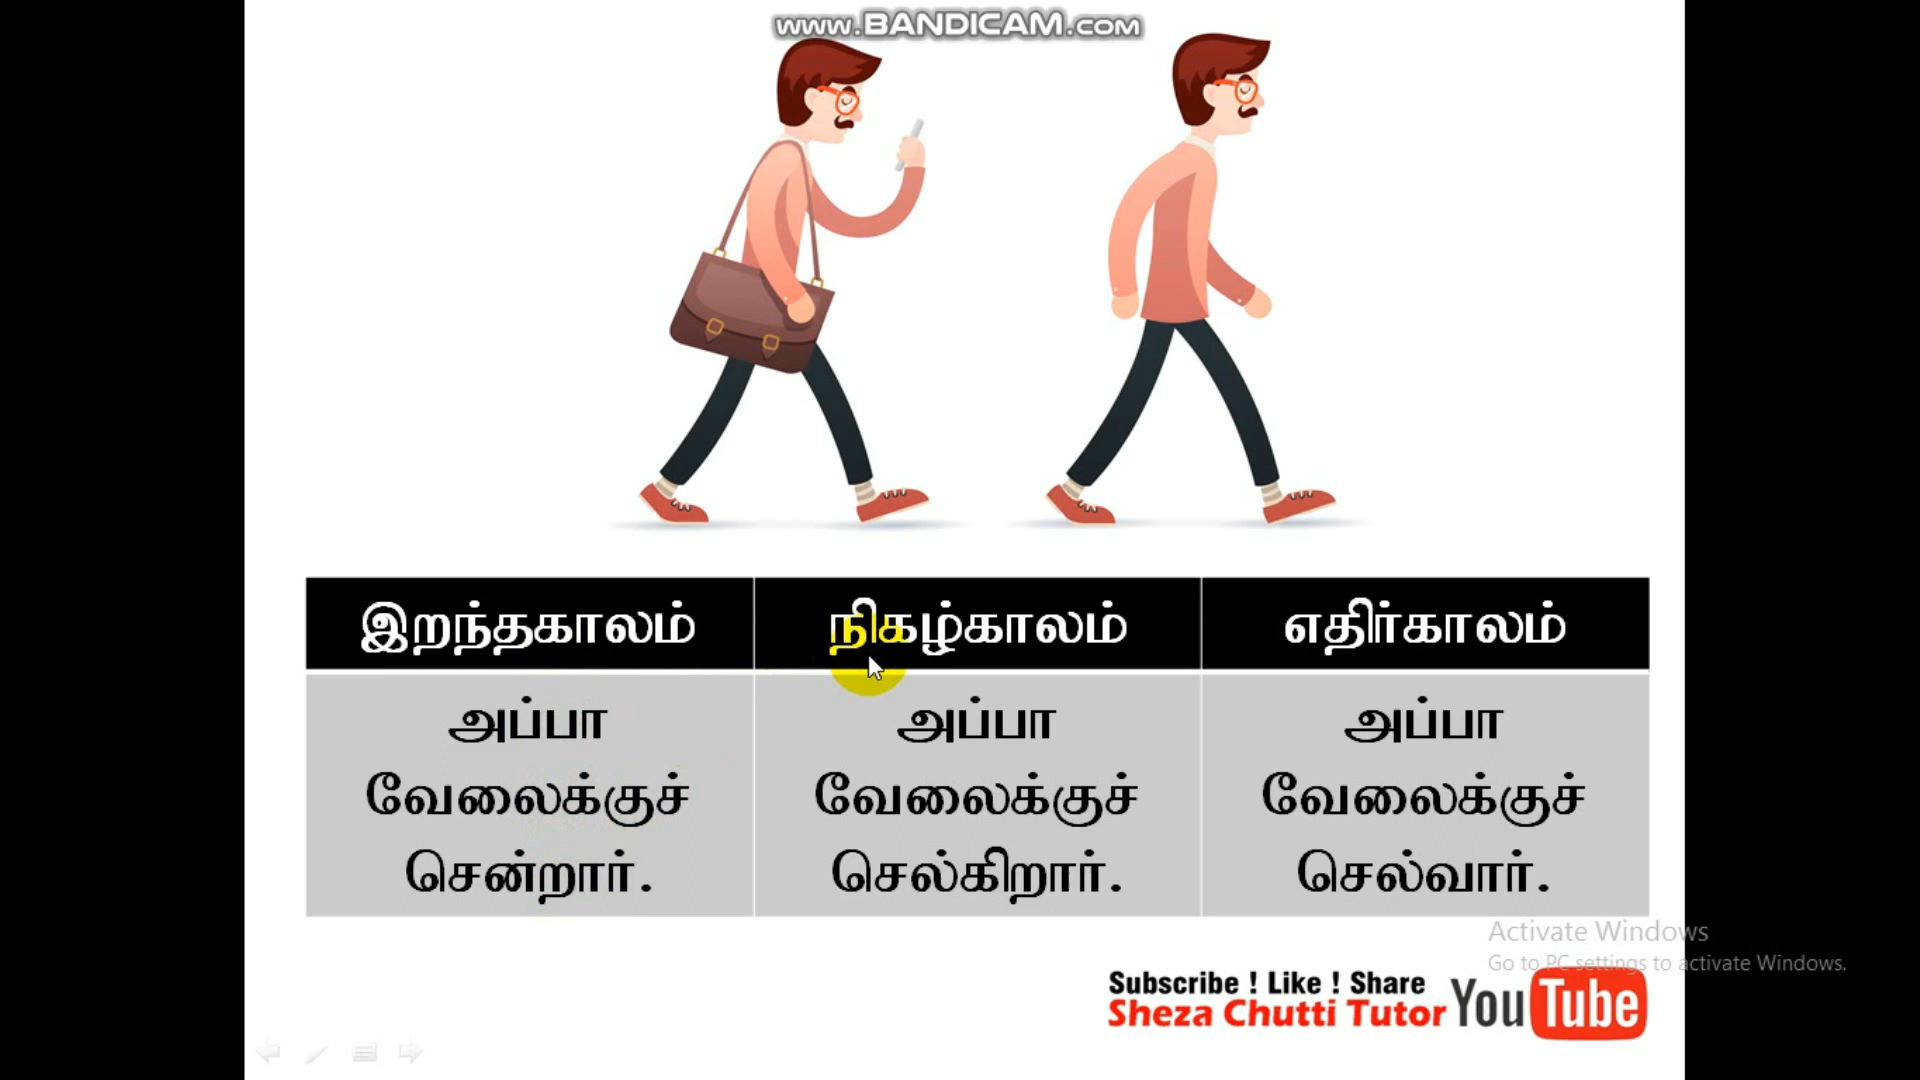 www.BANDICAM.com
இறந்தகாலம் நிகழ்காலம் எதிர்காலம்
அப்பா அப்பா அப்பா
வேலைக்குச் வேலைக்குச் வேலைக்குச்
சென்றார். செல்கிறார். செல்வார்.
Activate Windows
Go to PC settings to activate Windows.
Subscribe ! Like ! Share
Sheza Chutti Tutor YouTube